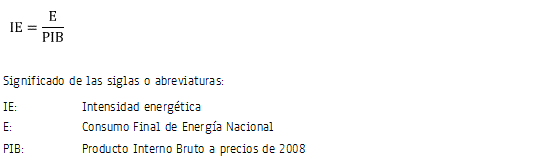 IE = E / PIB
Significado de las siglas o abreviaturas:
IE: Intensidad energética
E: Consumo Final de Energía Nacional
PIB: Producto Interno Bruto a precios de 2008